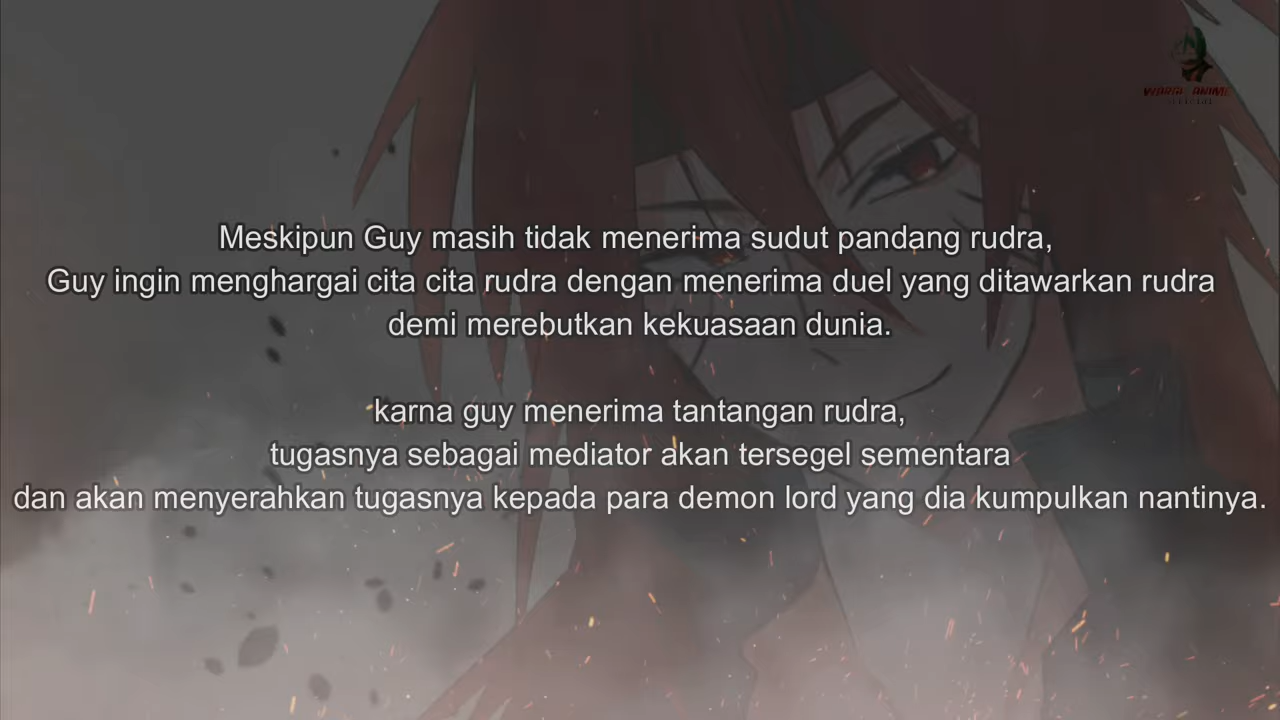 WARGI ANIME
Meskipun Guy masih tidak menerima sudut pandang rudra,
Guy ingin menghargai cita cita rudra dengan menerima duel yang ditawarkan rudra
demi merebutkan kekuasaan dunia.
karna guy menerima tantangan rudra,
tugasnya sebagai mediator akan tersegel sementara
dan akan menyerahkan tugasnya kepada para demon lord yang dia kumpulkan nantinya.